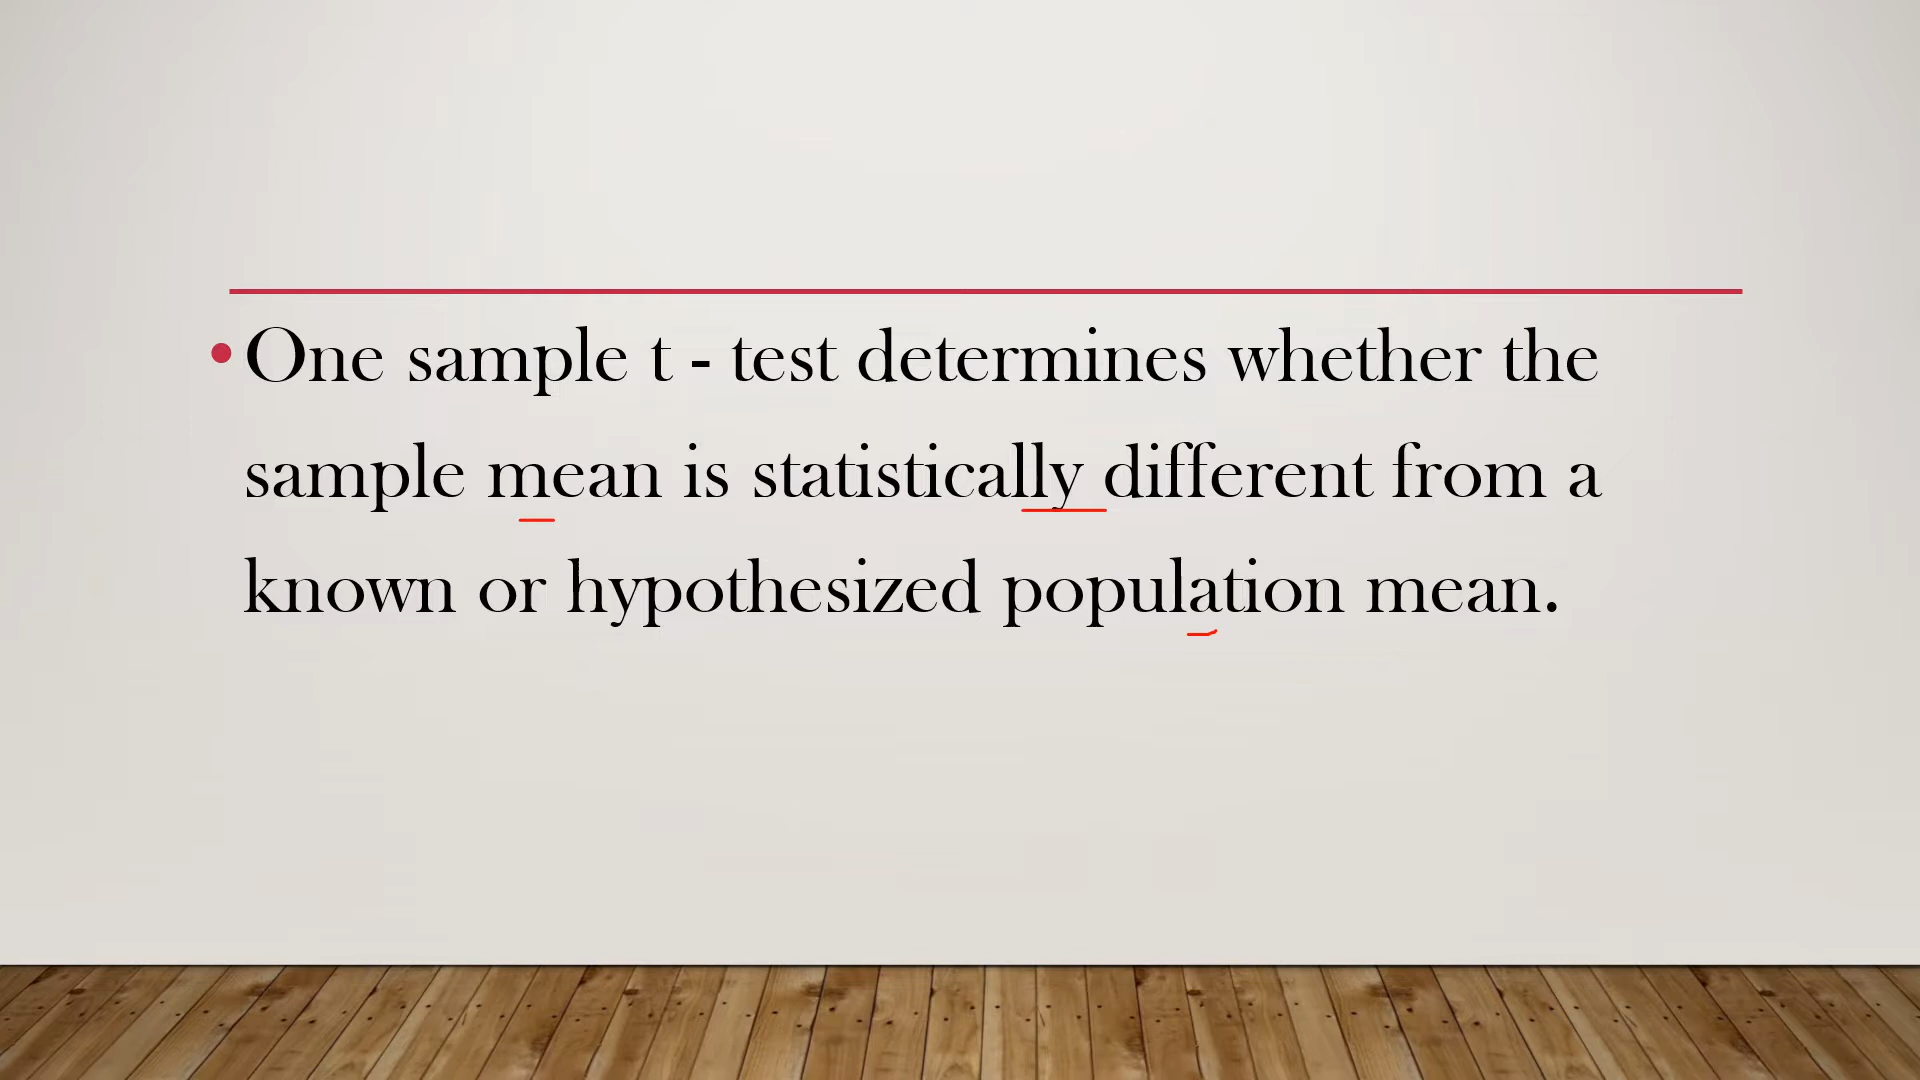 • One sample t - test determines whether the
sample mean is statistically different from a
known or hypothesized population mean.